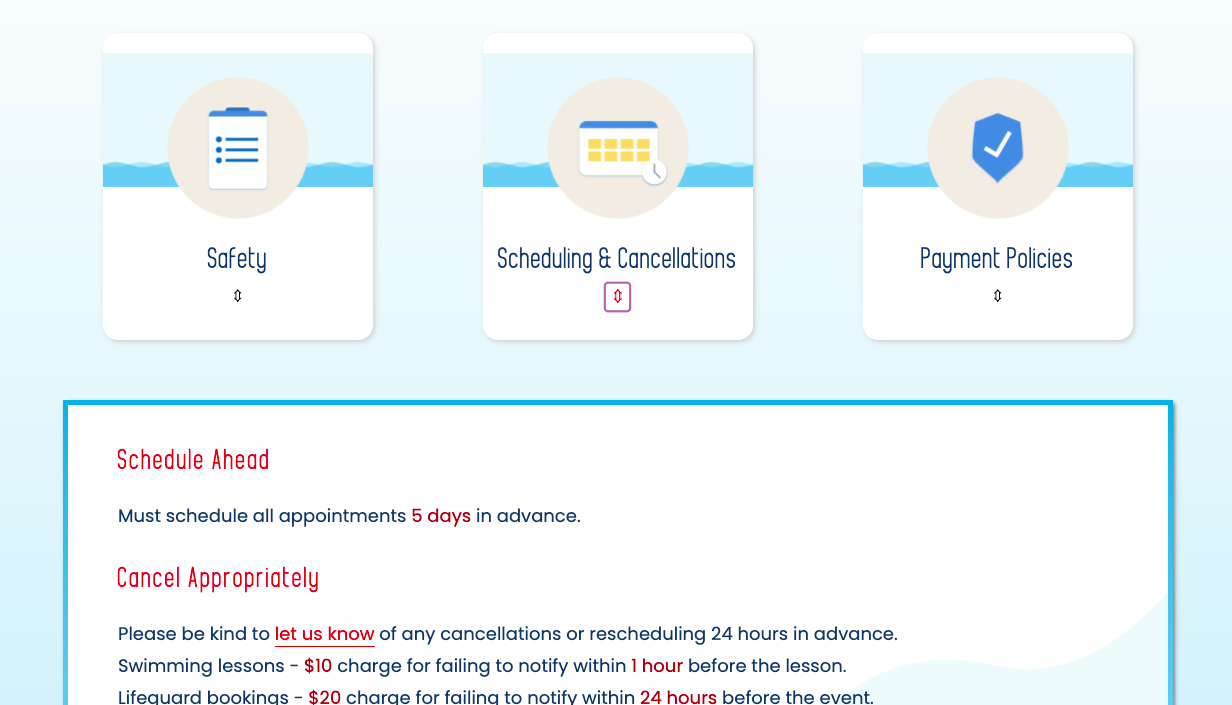 Safety
Scheduling & Cancellations
Payment Policies
⇳
⇳
⇳
Schedule Ahead
Must schedule all appointments 5 days in advance.
Cancel Appropriately
Please be kind to let us know of any cancellations or rescheduling 24 hours in advance.
Swimming lessons - $10 charge for failing to notify within 1 hour before the lesson.
Lifeguard bookings - $20 charge for failing to notify within 24 hours before the event.